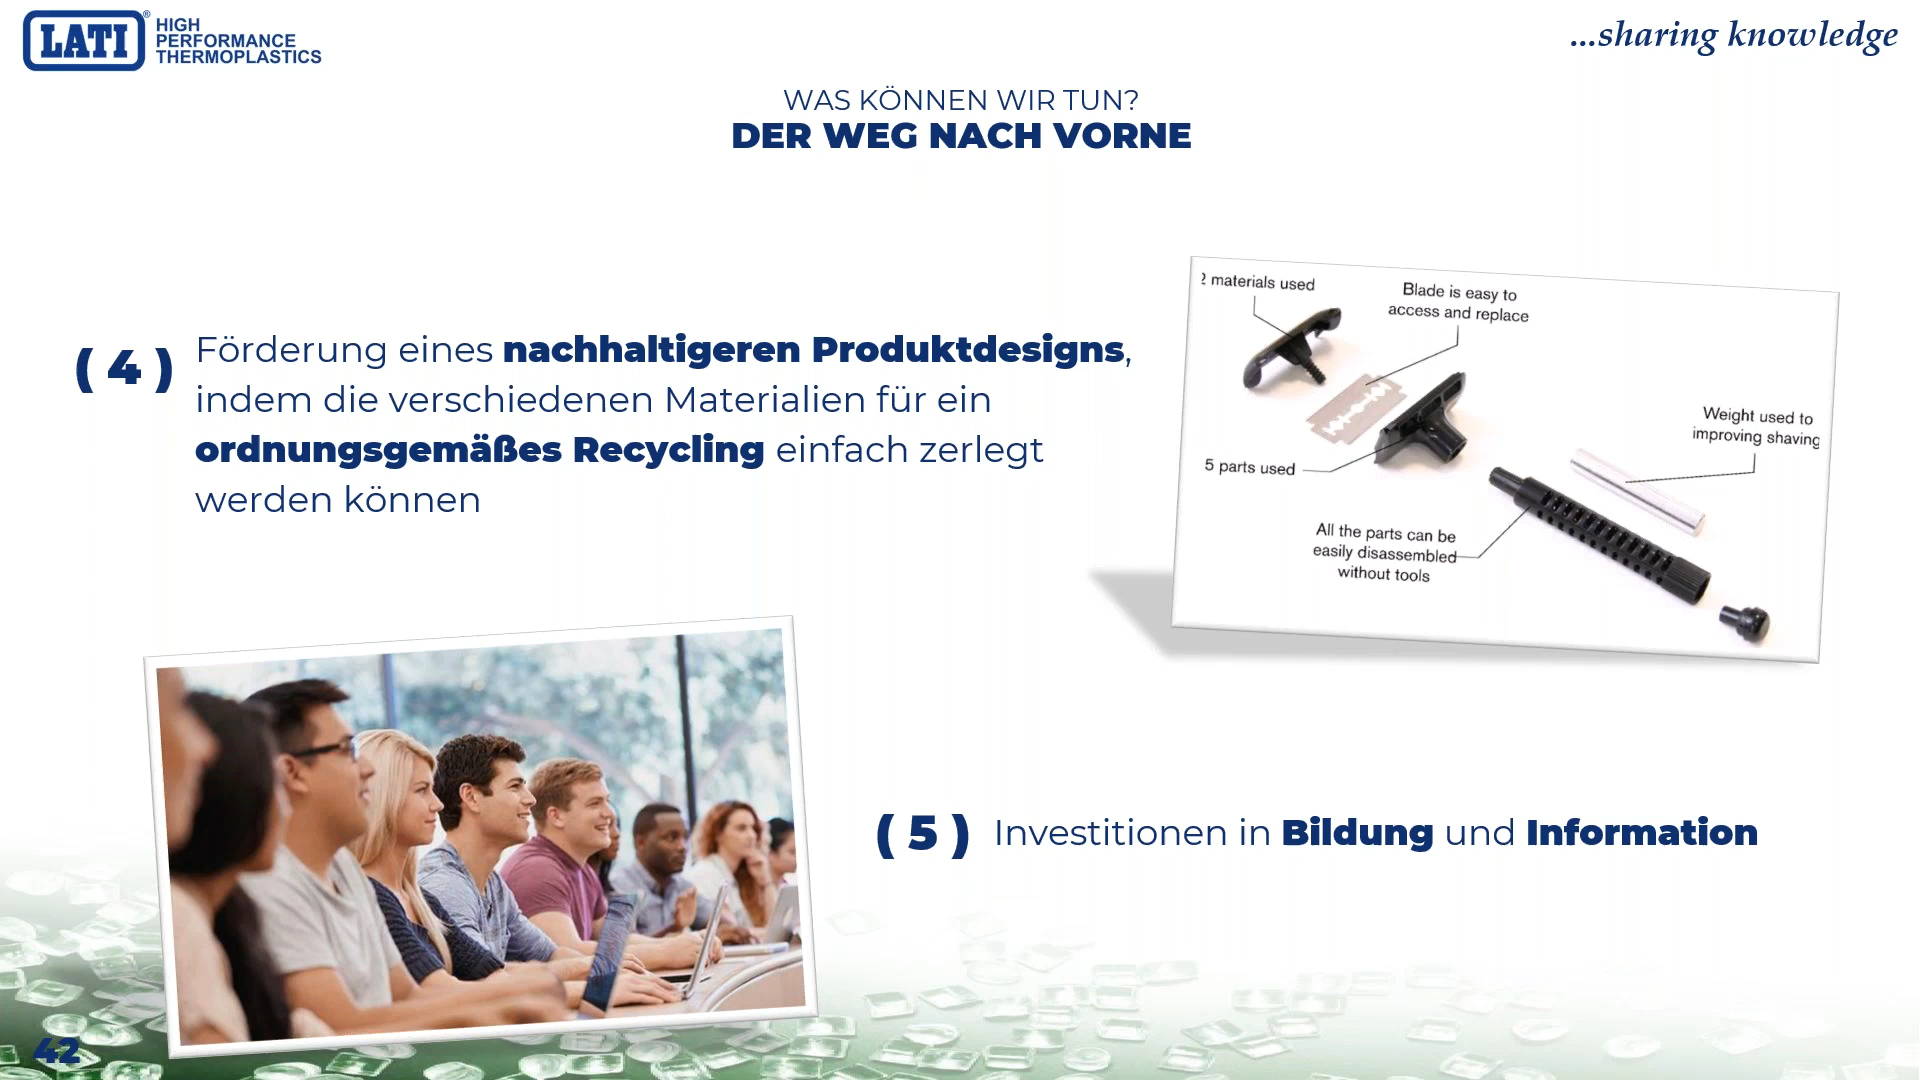 LATI® HIGH
PERFORMANCE
THERMOPLASTICS
...sharing knowledge
WAS KÖNNEN WIR TUN?
DER WEG NACH VORNE
( 4 ) Förderung eines nachhaltigeren Produktdesigns,
indem die verschiedenen Materialien für ein
ordnungsgemäßes Recycling einfach zerlegt
werden können
2 materials used
Blade is easy to
access and replace
Weight used to
improving shaving
5 parts used
All the parts can be
easily disassembled
without tools
( 5 ) Investitionen in Bildung und Information
42